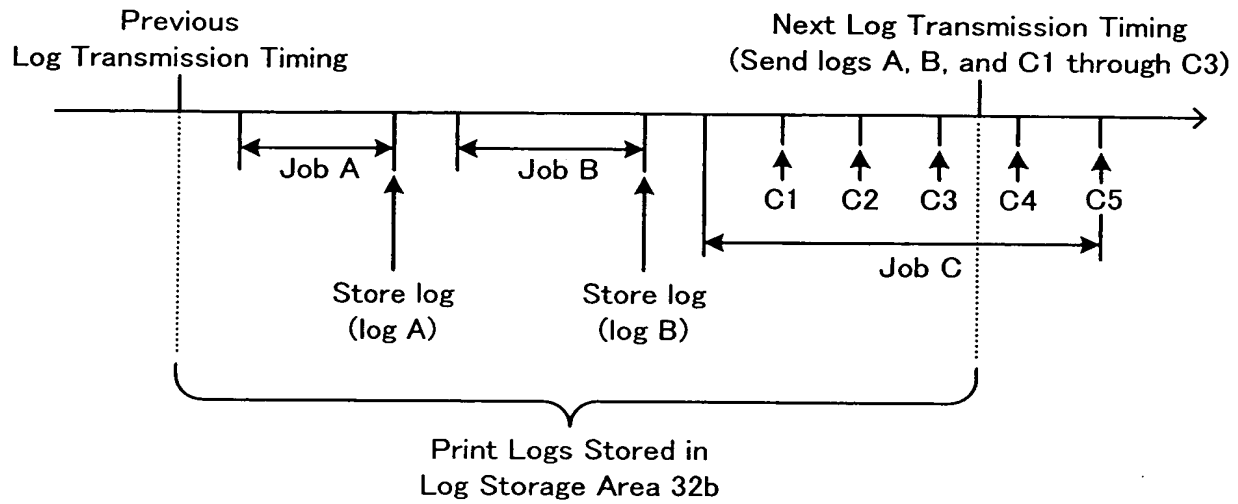 Previous
Log Transmission Timing
Next Log Transmission Timing
(Send logs A, B, and C1 through C3)
Job A
Job B
C1
C2
C3
C4
C5
Job C
Store log
(log A)
Store log
(log B)
Print Logs Stored in
Log Storage Area 32b